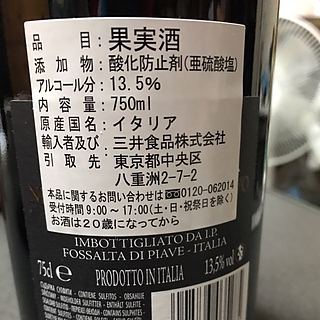 品　　　目：果実酒
添　加　物：酸化防止剤(亜硫酸塩)
アルコール分：13.5%
内　容　量：750ml
原 産 国 名：イタリア
輸入者及び．三井食品株式会社
引　取　先：東京都中央区
八重洲2-7-2
本品に関するお問い合わせは☎0120-062014
受付時間9:00～17:00(土・日・祝祭日を除く)
お酒は20歳になってから
IMBOTTIGLIATO DA I.P.
FOSSALTA DI PIAVE - ITALIA
75cl e PRODOTTO IN ITALIA 13,5% vol
CONTIENE SULFITOS
CONTAINS SULPHITES